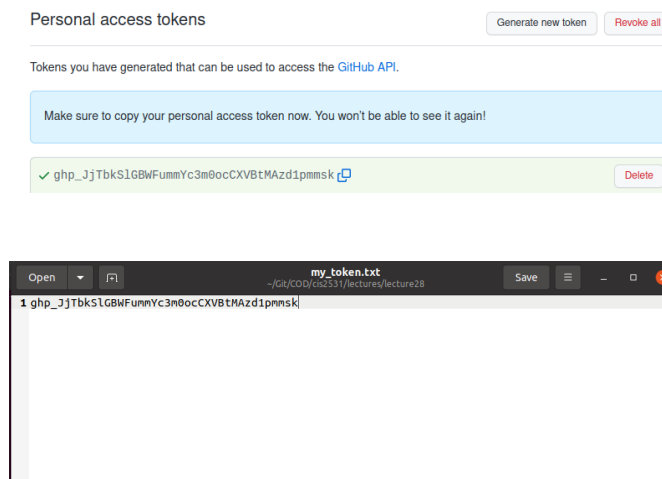 Personal access tokens
Generate new token
Revoke all
Tokens you have generated that can be used to access the GitHub API.
Make sure to copy your personal access token now. You won't be able to see it again!
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
Delete
Open
my_token.txt
~/Git/COD/cis2531/lectures/lecture28
Save
1 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